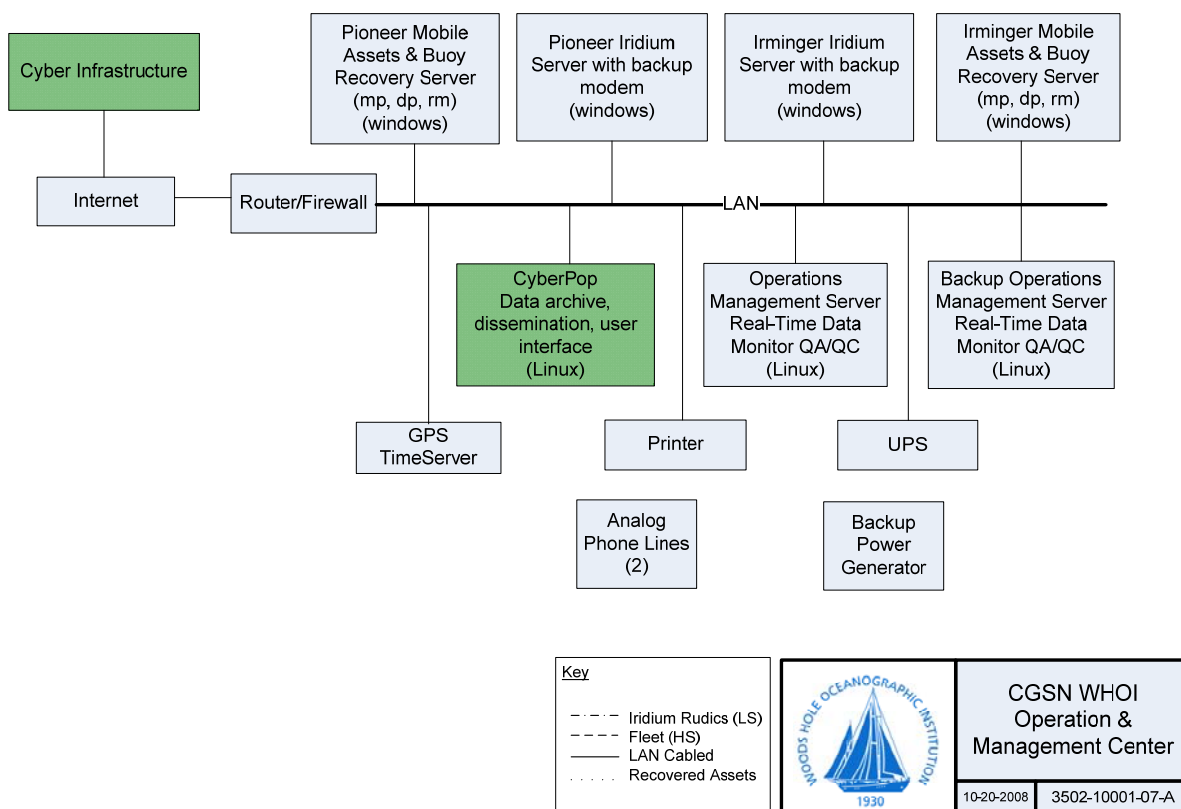 Cyber Infrastructure
Pioneer Mobile
Assets & Buoy
Recovery Server
(mp, dp, rm)
(windows)
Pioneer Iridium
Server with backup
modem
(windows)
Irminger Iridium
Server with backup
modem
(windows)
Irminger Mobile
Assets & Buoy
Recovery Server
(mp, dp, rm)
(windows)
Internet
Router/Firewall
LAN
CyberPop
Data archive,
dissemination, user
interface
(Linux)
Operations
Management Server
Real-Time Data
Monitor QA/QC
(Linux)
Backup Operations
Management Server
Real-Time Data
Monitor QA/QC
(Linux)
GPS
TimeServer
Printer
UPS
Analog
Phone Lines
(2)
Backup
Power
Generator
Key
Iridium Rudics (LS)
Fleet (HS)
LAN Cabled
Recovered Assets
WOODS HOLE OCEANOGRAPHIC INSTITUTION
1930
CGSN WHOI
Operation &
Management Center
10-20-2008
3502-10001-07-A